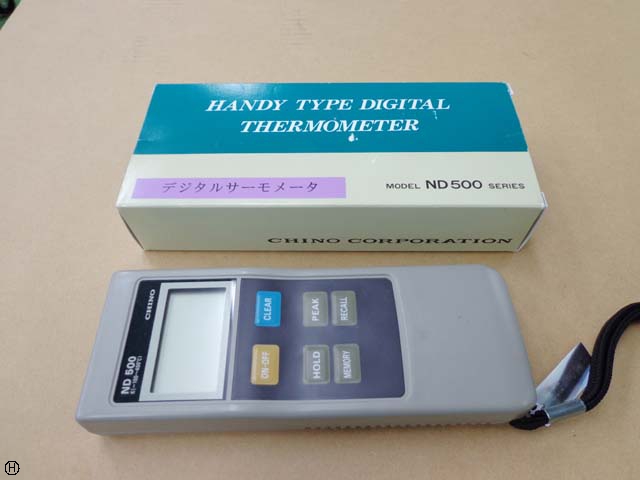 HANDY TYPE DIGITAL
THERMOMETER
デジタルサーモメータ
MODEL ND500 SERIES
CHINO CORPORATION
CHINO
ND 500
CLEAR
PEAK
RECALL
ON·OFF
HOLD
MEMORY
H